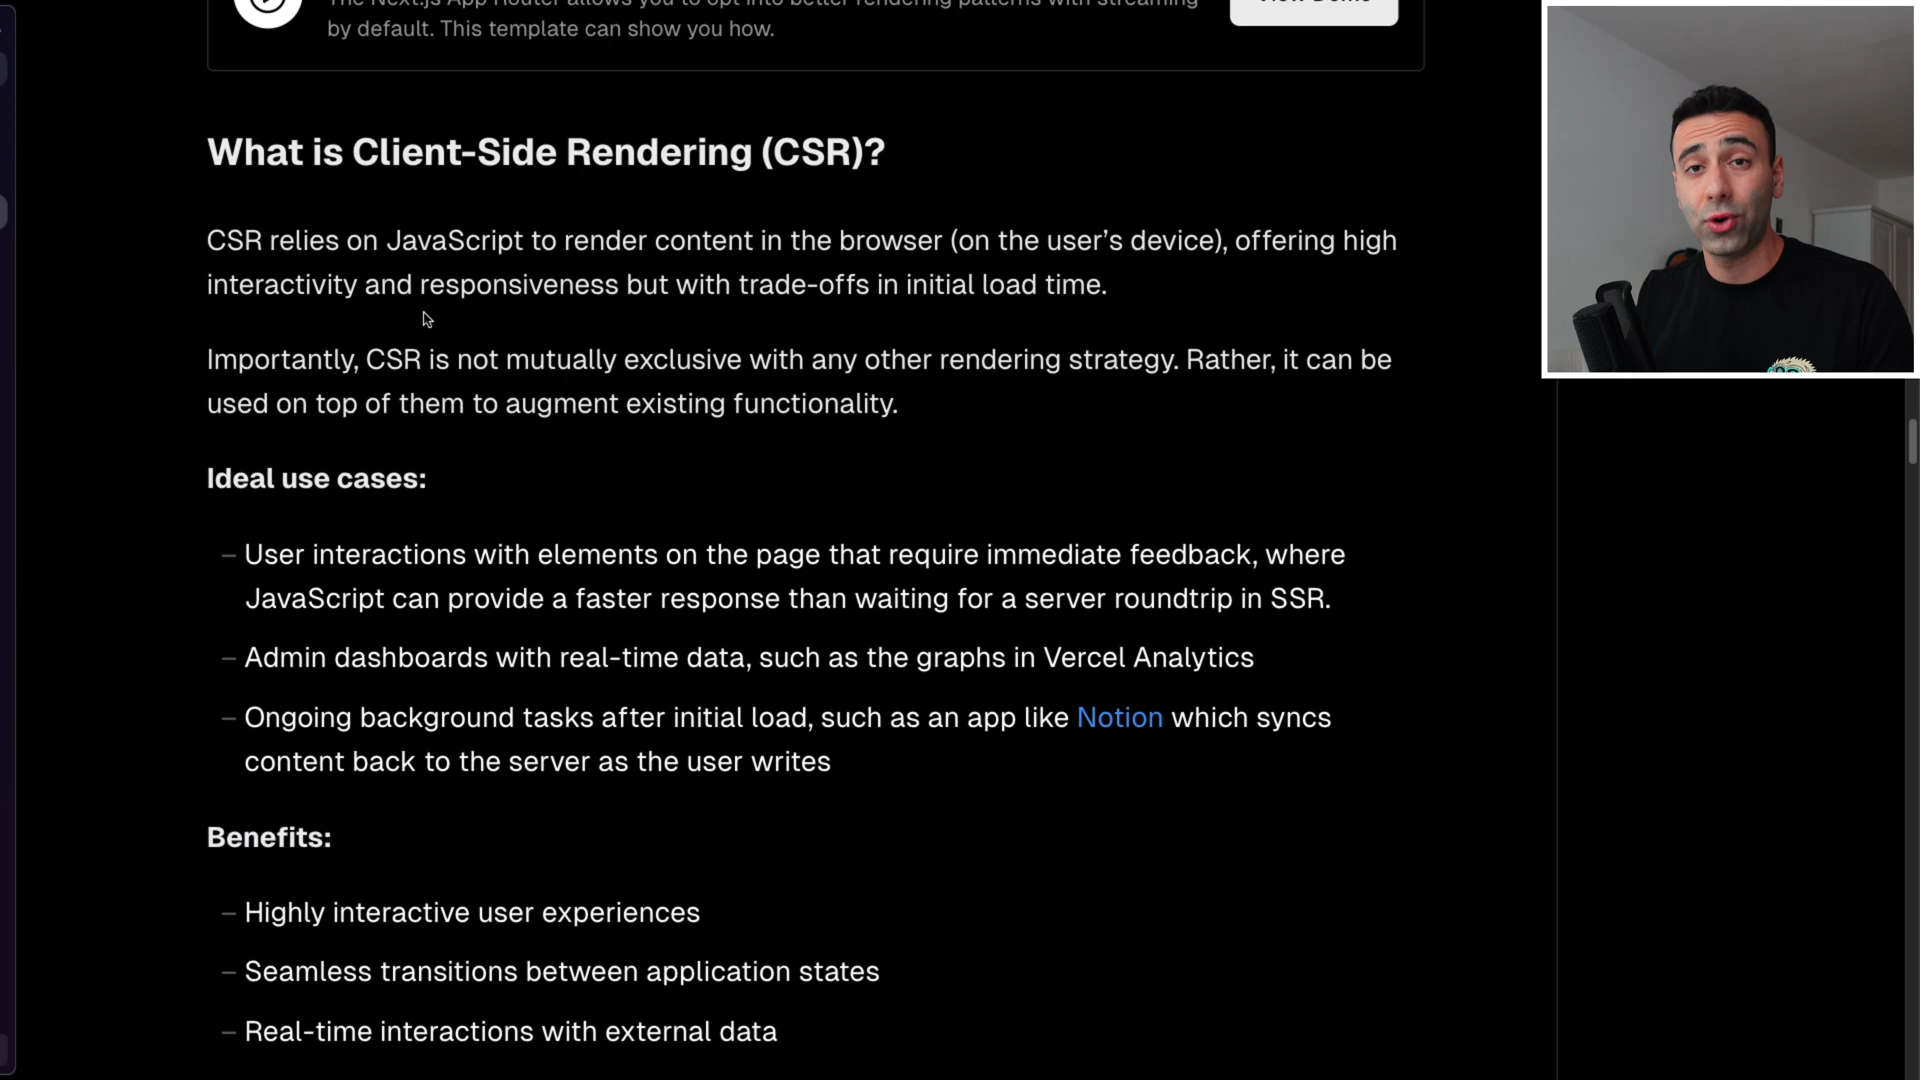 The Next.js App Router allows you to opt into better rendering patterns with streaming
by default. This template can show you how.
View Demo
What is Client-Side Rendering (CSR)?
CSR relies on JavaScript to render content in the browser (on the user’s device), offering high
interactivity and responsiveness but with trade-offs in initial load time.
Importantly, CSR is not mutually exclusive with any other rendering strategy. Rather, it can be
used on top of them to augment existing functionality.
Ideal use cases:
– User interactions with elements on the page that require immediate feedback, where
JavaScript can provide a faster response than waiting for a server roundtrip in SSR.
– Admin dashboards with real-time data, such as the graphs in Vercel Analytics
– Ongoing background tasks after initial load, such as an app like Notion which syncs
content back to the server as the user writes
Benefits:
– Highly interactive user experiences
– Seamless transitions between application states
– Real-time interactions with external data